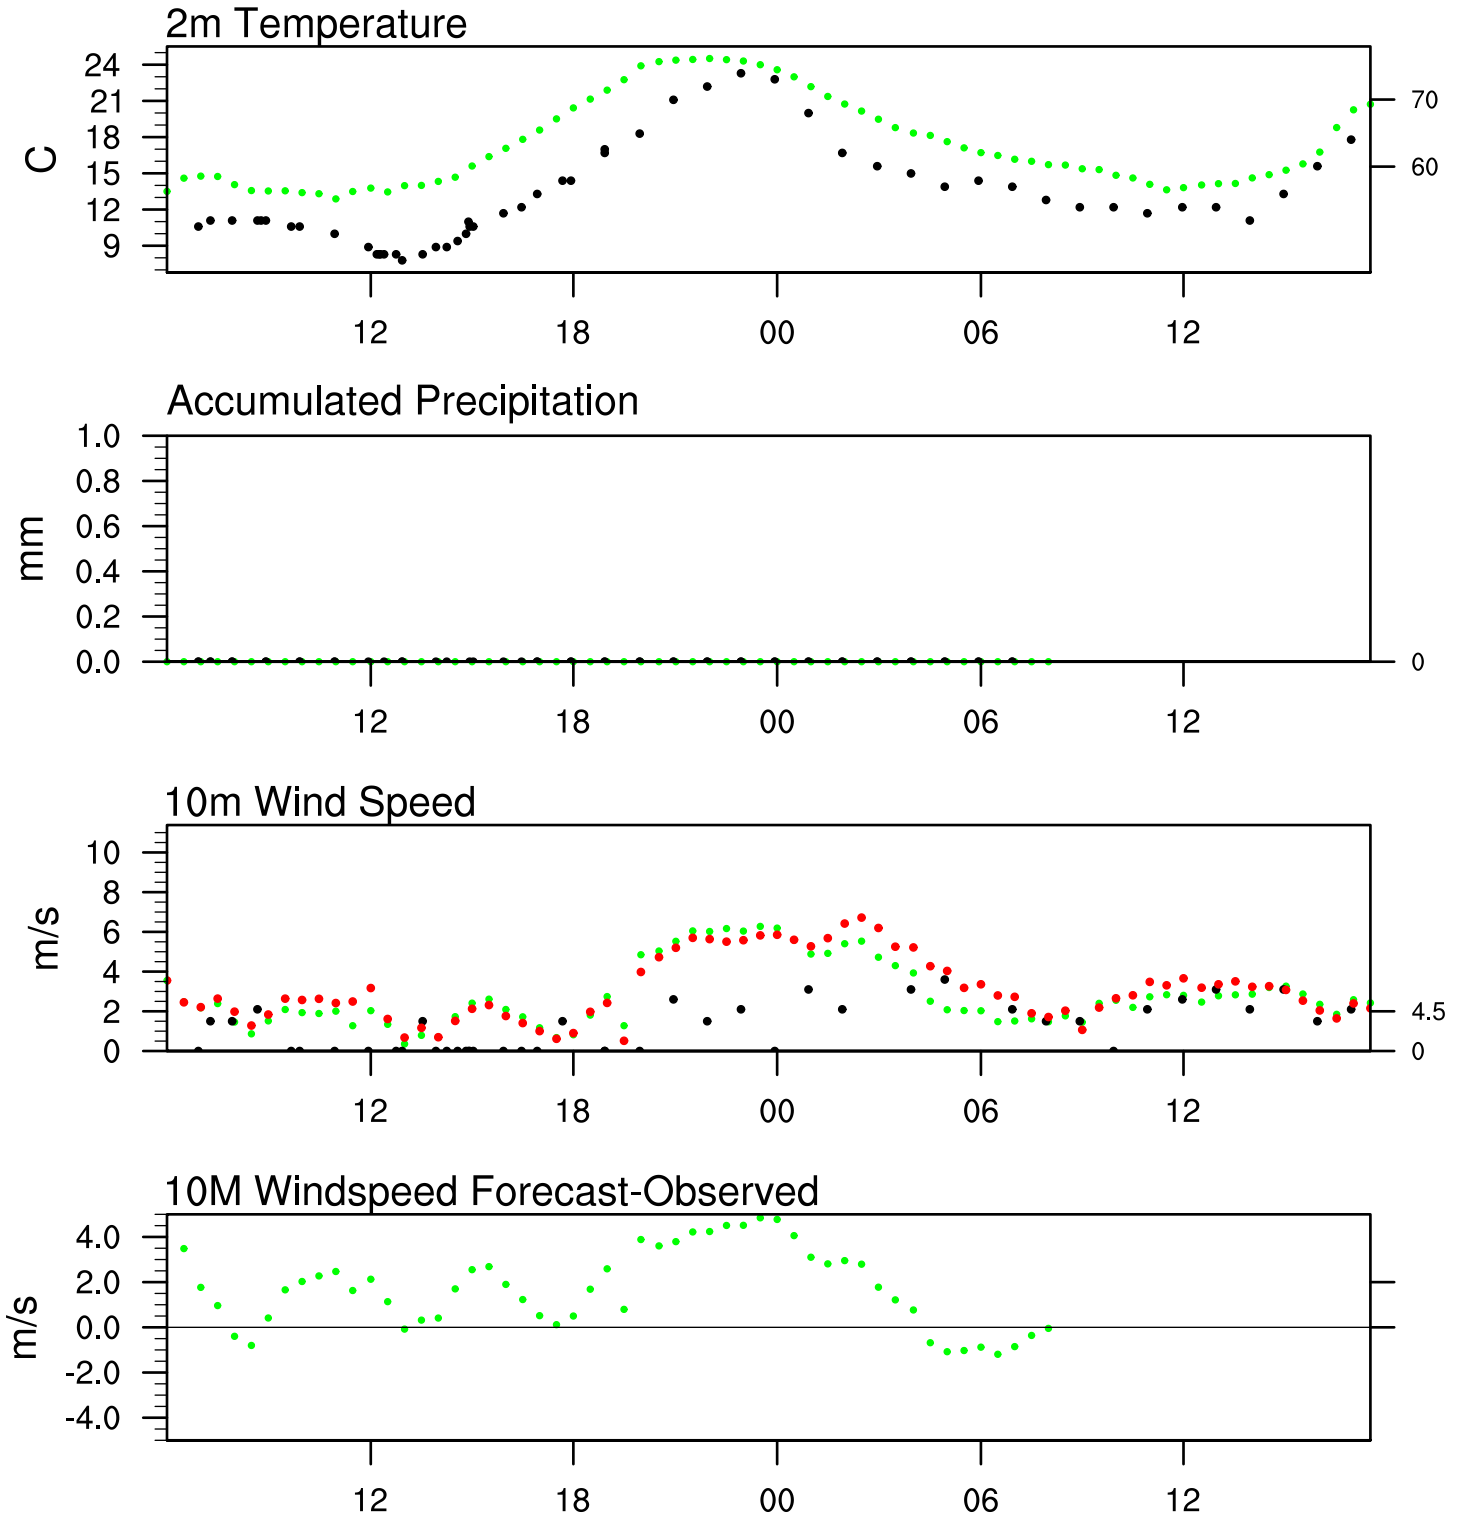 2m Temperature
24
21
18
15
12
9
C
70
60
12 18 00 06 12
Accumulated Precipitation
1.0
0.8
0.6
0.4
0.2
0.0
mm
0
12 18 00 06 12
10m Wind Speed
10
8
6
4
2
0
m/s
4.5
0
12 18 00 06 12
10M Windspeed Forecast-Observed
4.0
2.0
0.0
-2.0
-4.0
m/s
12 18 00 06 12